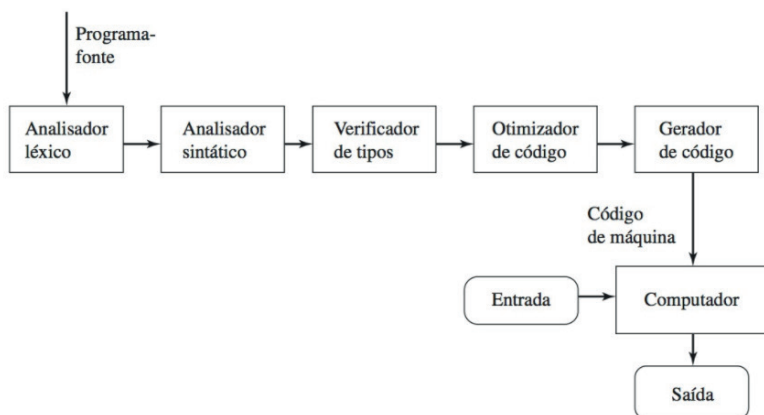 Programa-
fonte
Analisador
léxico
Analisador
sintático
Verificador
de tipos
Otimizador
de código
Gerador
de código
Código
de máquina
Entrada
Computador
Saída